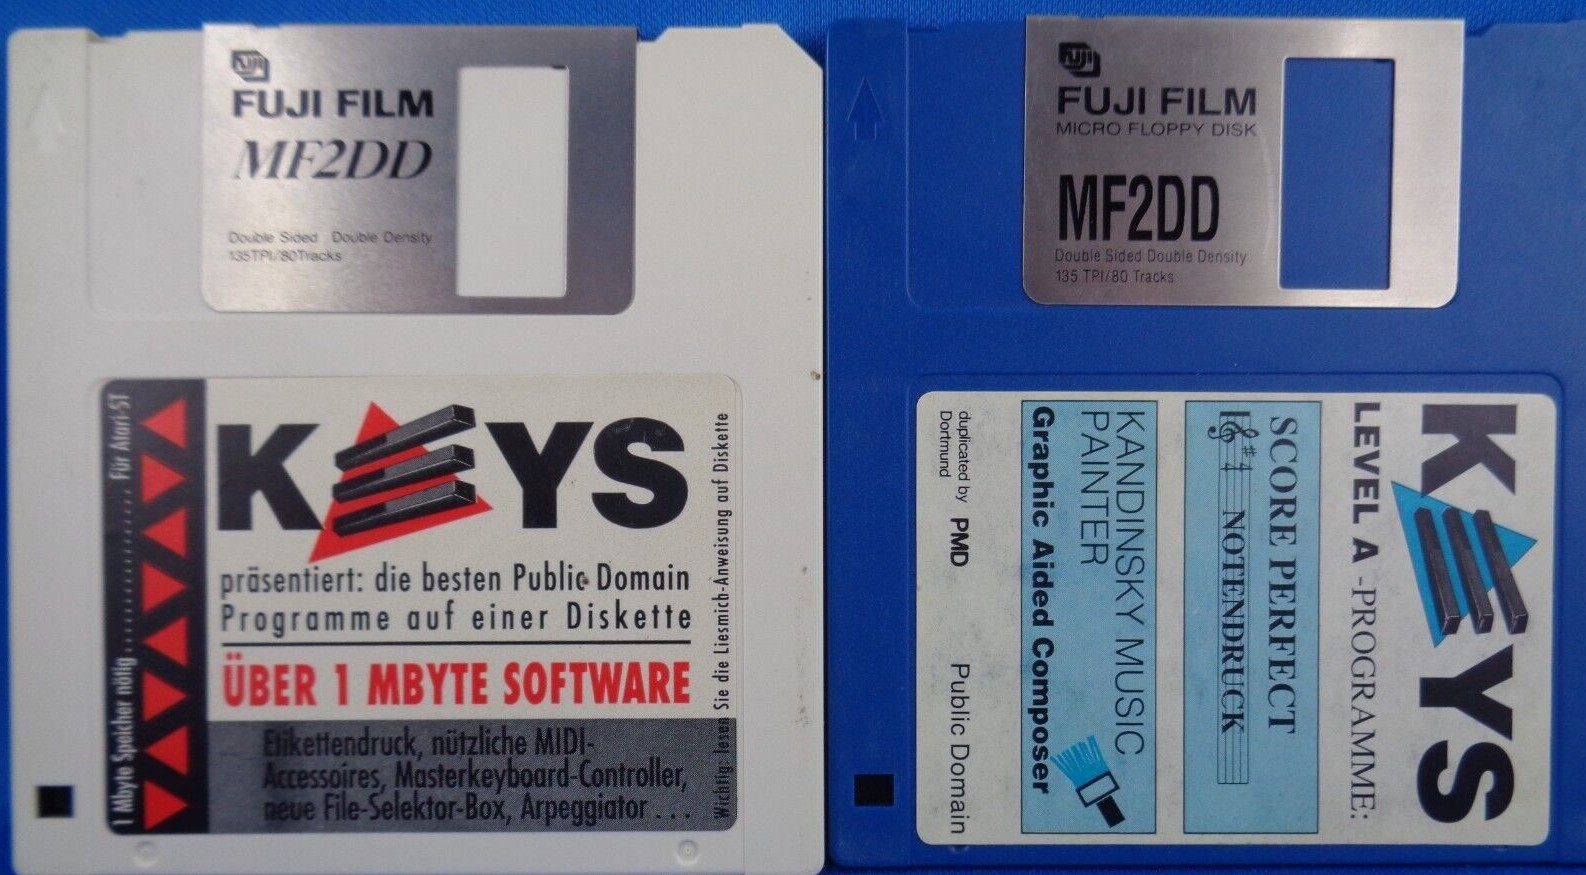 FUJI
FUJI FILM
MF2DD
Double Sided Double Density
135TPI/80Tracks
1 Mbyte Speicher nötig .................... Für Atari-ST
KEYS
präsentiert: die besten Public Domain
Programme auf einer Diskette
ÜBER 1 MBYTE SOFTWARE
Etikettendruck, nützliche MIDI-
Accessoires, Masterkeyboard-Controller,
neue File-Selektor-Box, Arpeggiator . . .
Wichtig: lesen Sie die Liesmich-Anweisung auf Diskette
FUJI
FUJI FILM
MICRO FLOPPY DISK
MF2DD
Double Sided Double Density
135 TPI/80 Tracks
KEYS
LEVEL A -PROGRAMME:
SCORE PERFECT
NOTENDRUCK
KANDINSKY MUSIC
PAINTER
Graphic Aided Composer
duplicated by PMD
Dortmund
Public Domain